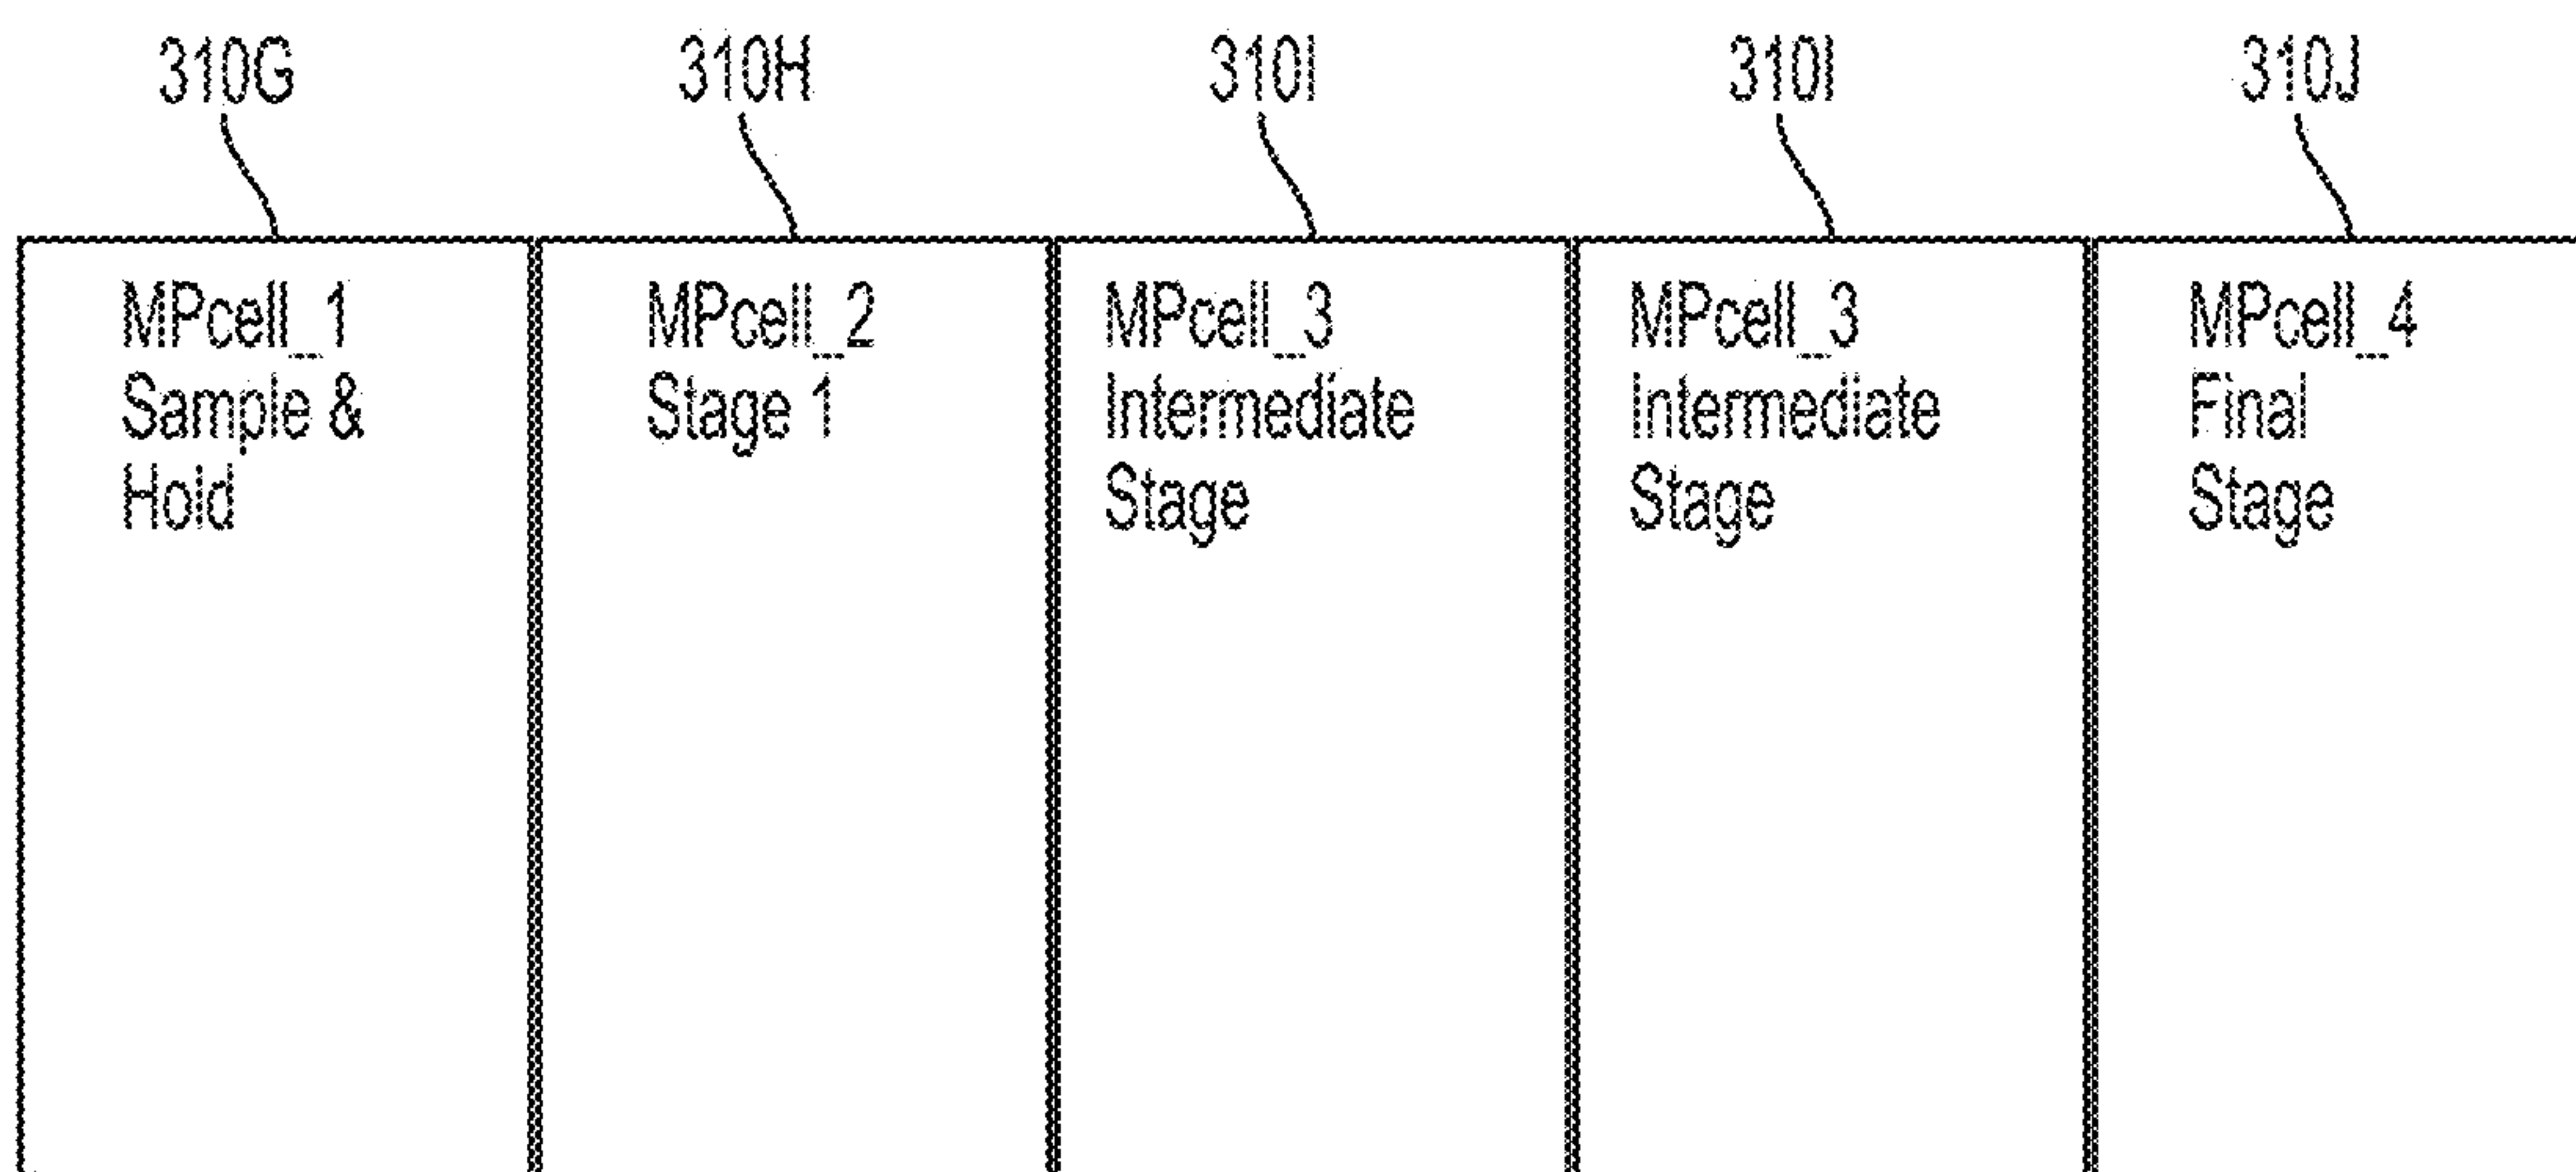 310G 310H 310I 310I 310J
MPcell_1
Sample &
Hold
MPcell_2
Stage 1
MPcell_3
Intermediate
Stage
MPcell_3
Intermediate
Stage
MPcell_4
Final
Stage